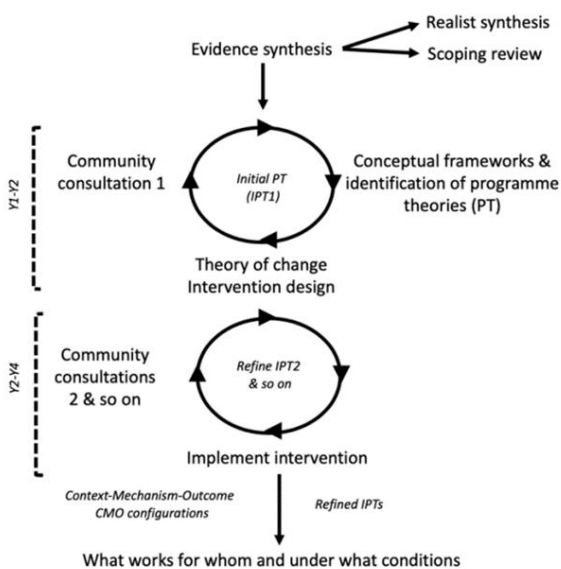 Realist synthesis
Evidence synthesis
Scoping review
Y1-Y2
Community
consultation 1
Initial PT
(IPT1)
Conceptual frameworks &
identification of programme
theories (PT)
Theory of change
Intervention design
Y2-Y4
Community
consultations
2 & so on
Refine IPT2
& so on
Implement intervention
Context-Mechanism-Outcome
CMO configurations
Refined IPTs
What works for whom and under what conditions